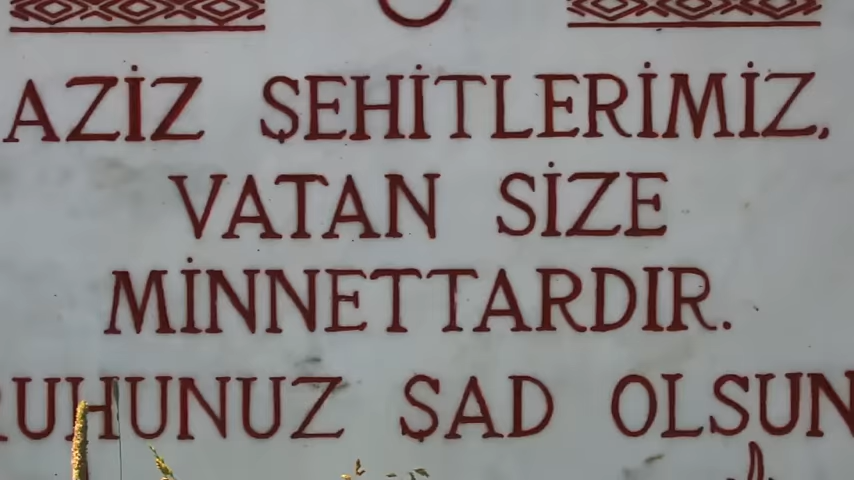 AZİZ ŞEHİTLERİMİZ,
VATAN SİZE
MİNNETTARDIR.
RUHUNUZ ŞAD OLSUN